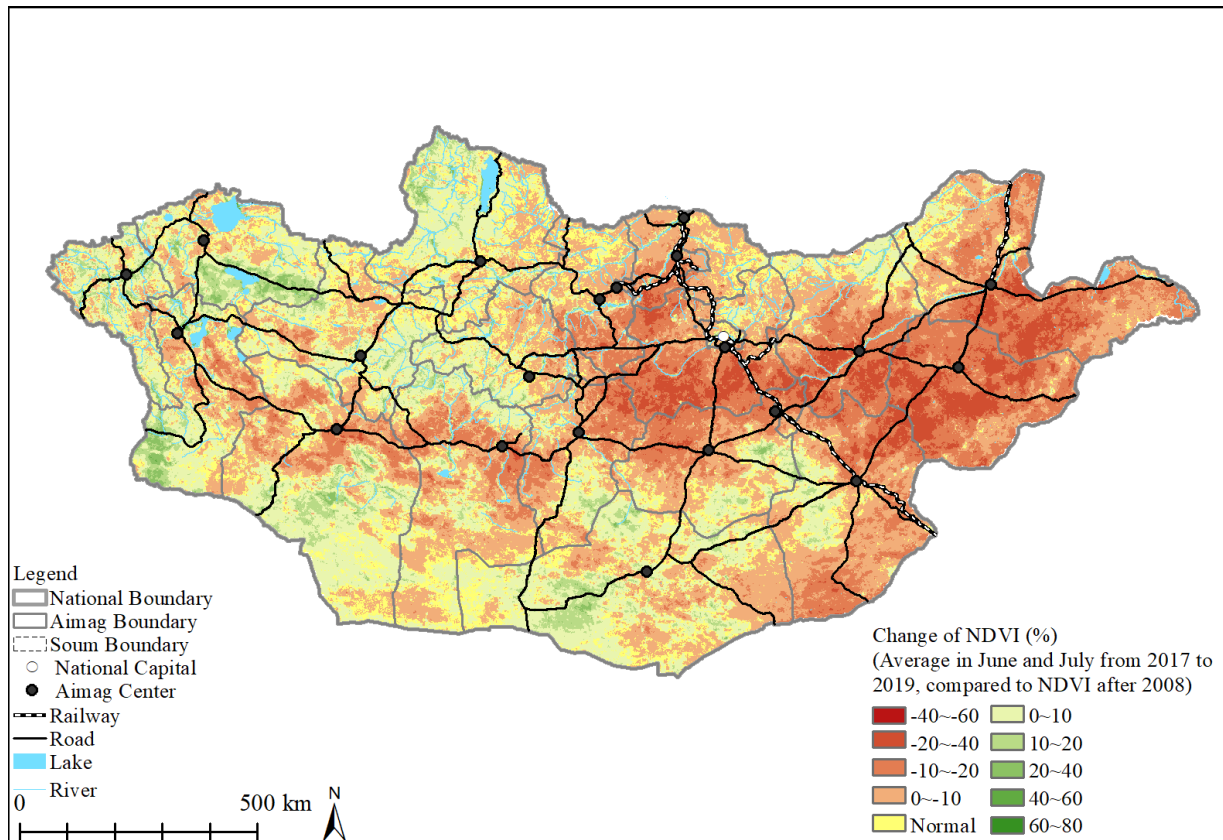 N
Legend
National Boundary
Aimag Boundary
Soum Boundary
National Capital
Aimag Center
Railway
Road
Lake
River
0 500 km
Change of NDVI (%)
(Average in June and July from 2017 to
2019, compared to NDVI after 2008)
-40~-60 0~10
-20~-40 10~20
-10~-20 20~40
0~-10 40~60
Normal 60~80